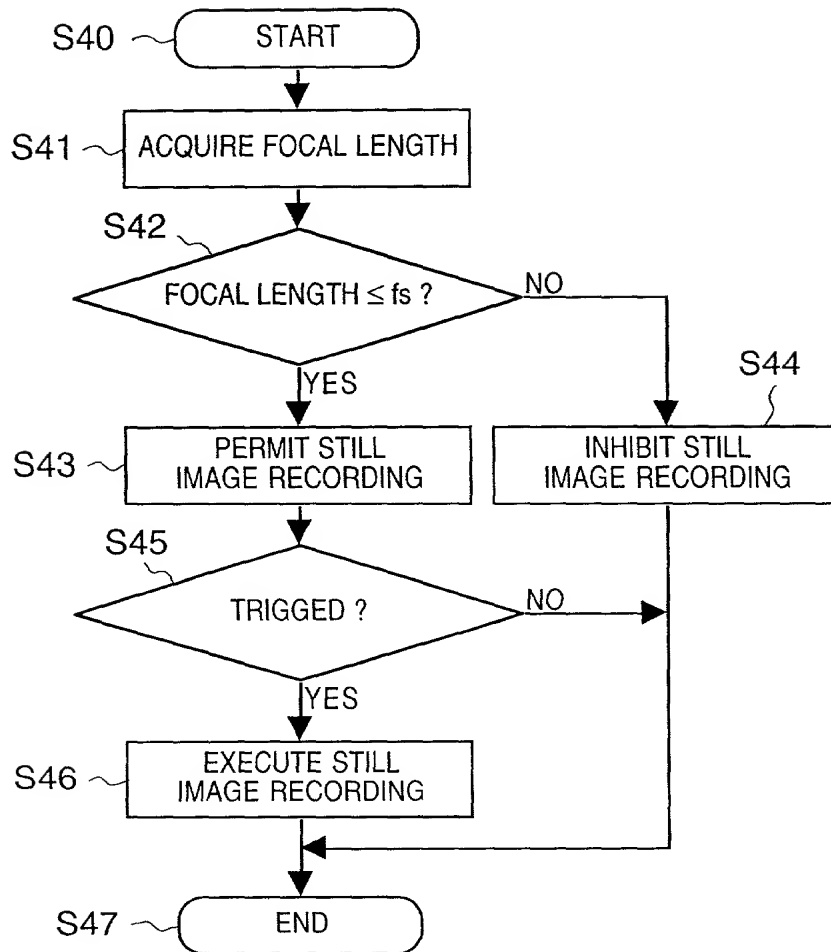 S40
START
S41
ACQUIRE FOCAL LENGTH
S42
FOCAL LENGTH ≤ fs ?
NO
YES
S44
S43
PERMIT STILL
IMAGE RECORDING
INHIBIT STILL
IMAGE RECORDING
S45
TRIGGED ?
NO
YES
S46
EXECUTE STILL
IMAGE RECORDING
S47
END